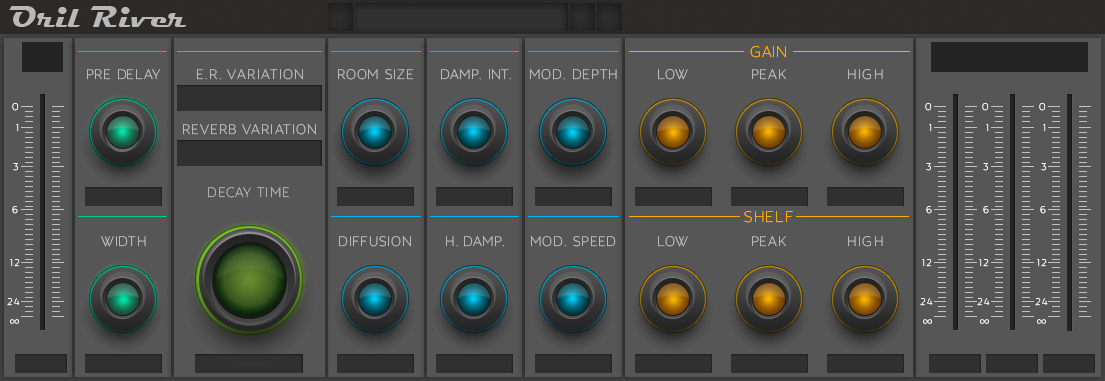 Oril River
GAIN
PRE DELAY
E.R. VARIATION
ROOM SIZE
DAMP. INT.
MOD. DEPTH
LOW
PEAK
HIGH
REVERB VARIATION
DECAY TIME
SHELF
WIDTH
DIFFUSION
H. DAMP.
MOD. SPEED
LOW
PEAK
HIGH
0
1
3
6
12
24
∞
0 0 0
1 1 1
3 3 3
6 6 6
12 12 12
24 24 24
∞ ∞ ∞